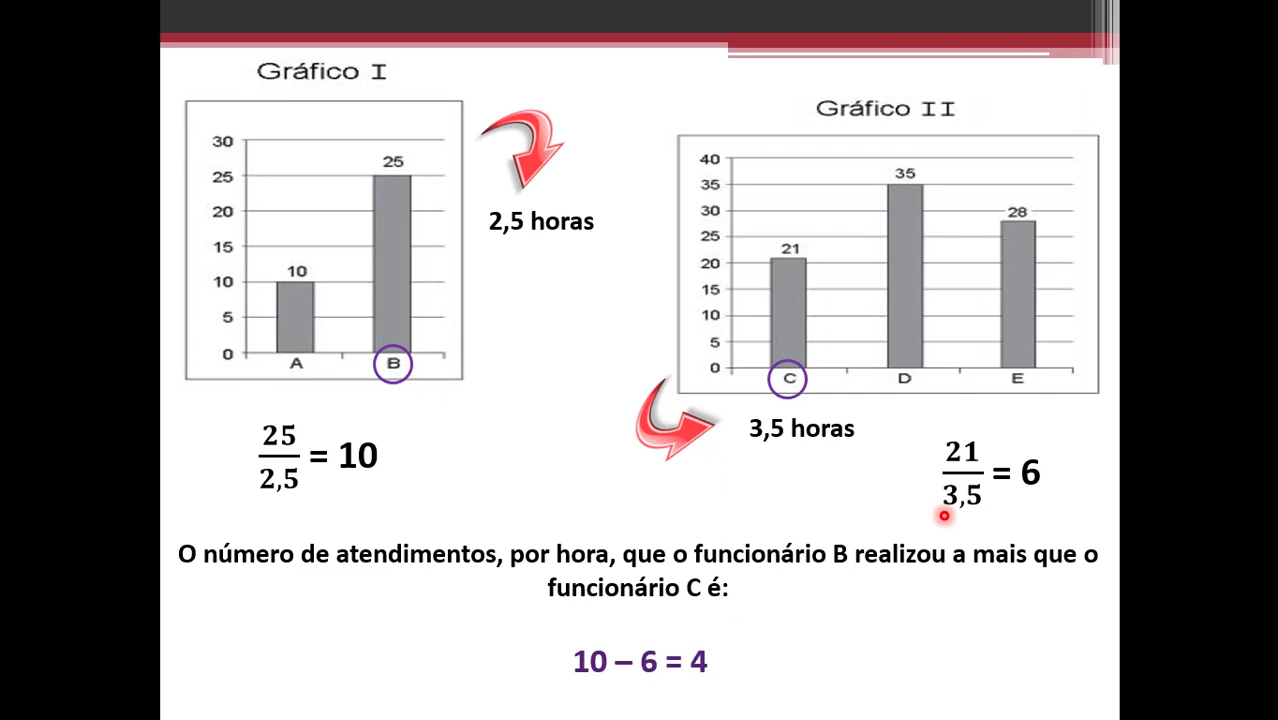 Gráfico I
30
25
20
15
10
5
0
10
25
A
B
2,5 horas
Gráfico II
40
35
30
25
20
15
10
5
0
21
35
28
C
D
E
3,5 horas
25/2,5 = 10
21/3,5 = 6
O número de atendimentos, por hora, que o funcionário B realizou a mais que o
funcionário C é:
10 – 6 = 4